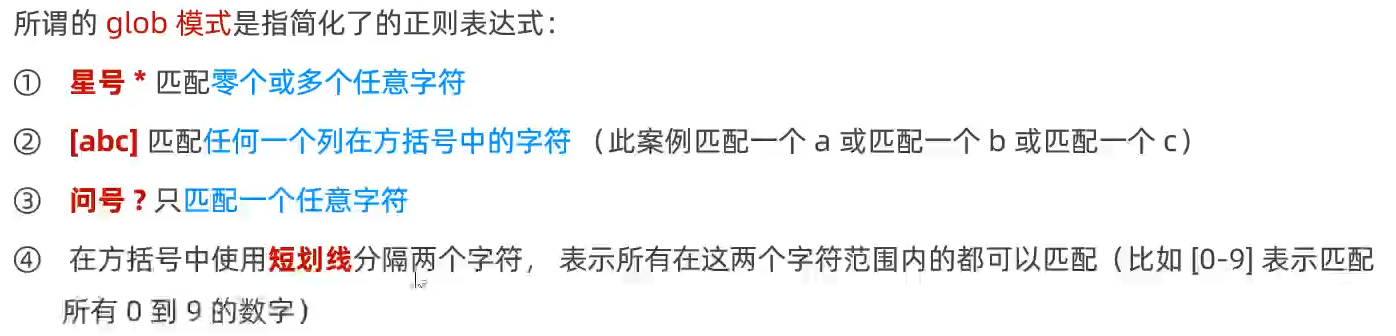 所谓的 glob 模式是指简化了的正则表达式：
① 星号 * 匹配零个或多个任意字符
② [abc] 匹配任何一个列在方括号中的字符 （此案例匹配一个 a 或匹配一个 b 或匹配一个 c）
③ 问号 ? 只匹配一个任意字符
④ 在方括号中使用短划线分隔两个字符， 表示所有在这两个字符范围内的都可以匹配（比如 [0-9] 表示匹配
所有 0 到 9 的数字）